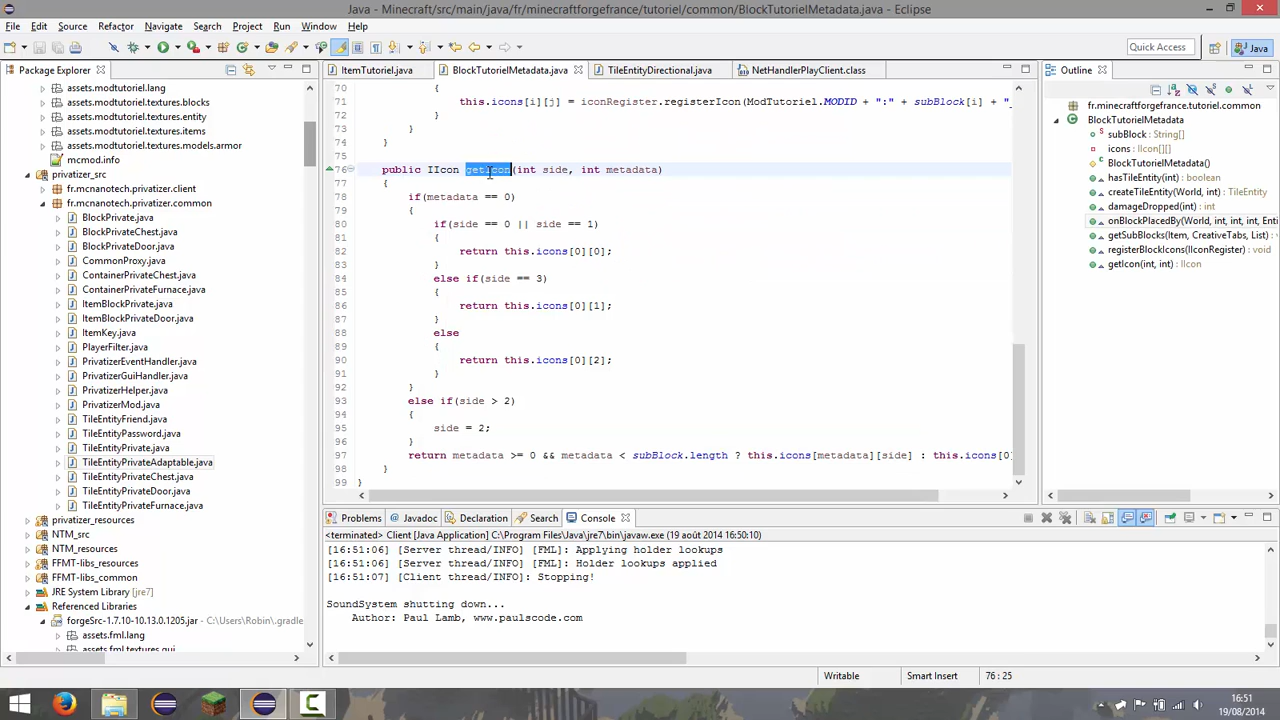 Java - Minecraft/src/main/java/fr/minecraftforgefrance/tutoriel/common/BlockTutorielMetadata.java - Eclipse
File Edit Source Refactor Navigate Search Project Run Window Help
Quick Access
Java
Package Explorer
assets.modtutoriel.lang
assets.modtutoriel.textures.blocks
assets.modtutoriel.textures.entity
assets.modtutoriel.textures.items
assets.modtutoriel.textures.models.armor
mcmod.info
privatizer_src
fr.mcnanotech.privatizer.client
fr.mcnanotech.privatizer.common
BlockPrivate.java
BlockPrivateChest.java
BlockPrivateDoor.java
CommonProxy.java
ContainerPrivateChest.java
ContainerPrivateFurnace.java
ItemBlockPrivate.java
ItemBlockPrivateDoor.java
ItemKey.java
PlayerFilter.java
PrivatizerEventHandler.java
PrivatizerGuiHandler.java
PrivatizerHelper.java
PrivatizerMod.java
TileEntityFriend.java
TileEntityPassword.java
TileEntityPrivate.java
TileEntityPrivateAdaptable.java
TileEntityPrivateChest.java
TileEntityPrivateDoor.java
TileEntityPrivateFurnace.java
privatizer_resources
NTM_src
NTM_resources
FFMT-libs_resources
FFMT-libs_common
JRE System Library [jre7]
Referenced Libraries
forgeSrc-1.7.10-10.13.0.1205.jar - C:\Users\Robin\.gradle
assets.fml.lang
assets.fml.textures.gui
ItemTutoriel.java
BlockTutorielMetadata.java
TileEntityDirectional.java
NetHandlerPlayClient.class
70 {
71 this.icons[i][j] = iconRegister.registerIcon(ModTutoriel.MODID + ":" + subBlock[i] + "_
72 }
73 }
74 }
75
76 public IIcon getIcon(int side, int metadata)
77 {
78 if(metadata == 0)
79 {
80 if(side == 0 || side == 1)
81 {
82 return this.icons[0][0];
83 }
84 else if(side == 3)
85 {
86 return this.icons[0][1];
87 }
88 else
89 {
90 return this.icons[0][2];
91 }
92 }
93 else if(side > 2)
94 {
95 side = 2;
96 }
97 return metadata >= 0 && metadata < subBlock.length ? this.icons[metadata][side] : this.icons[0]
98 }
99 }
Outline
fr.minecraftforgefrance.tutoriel.common
BlockTutorielMetadata
subBlock : String[]
icons : IIcon[][]
BlockTutorielMetadata()
hasTileEntity(int) : boolean
createTileEntity(World, int) : TileEntity
damageDropped(int) : int
onBlockPlacedBy(World, int, int, int, Entit
getSubBlocks(Item, CreativeTabs, List) : v
registerBlockIcons(IIconRegister) : void
getIcon(int, int) : IIcon
Problems Javadoc Declaration Search Console
<terminated> Client [Java Application] C:\Program Files\Java\jre7\bin\javaw.exe (19 août 2014 16:50:10)
[16:51:06] [Server thread/INFO] [FML]: Applying holder lookups
[16:51:06] [Server thread/INFO] [FML]: Holder lookups applied
[16:51:07] [Client thread/INFO]: Stopping!
SoundSystem shutting down...
Author: Paul Lamb, www.paulscode.com
Writable Smart Insert 76 : 25
16:51
19/08/2014